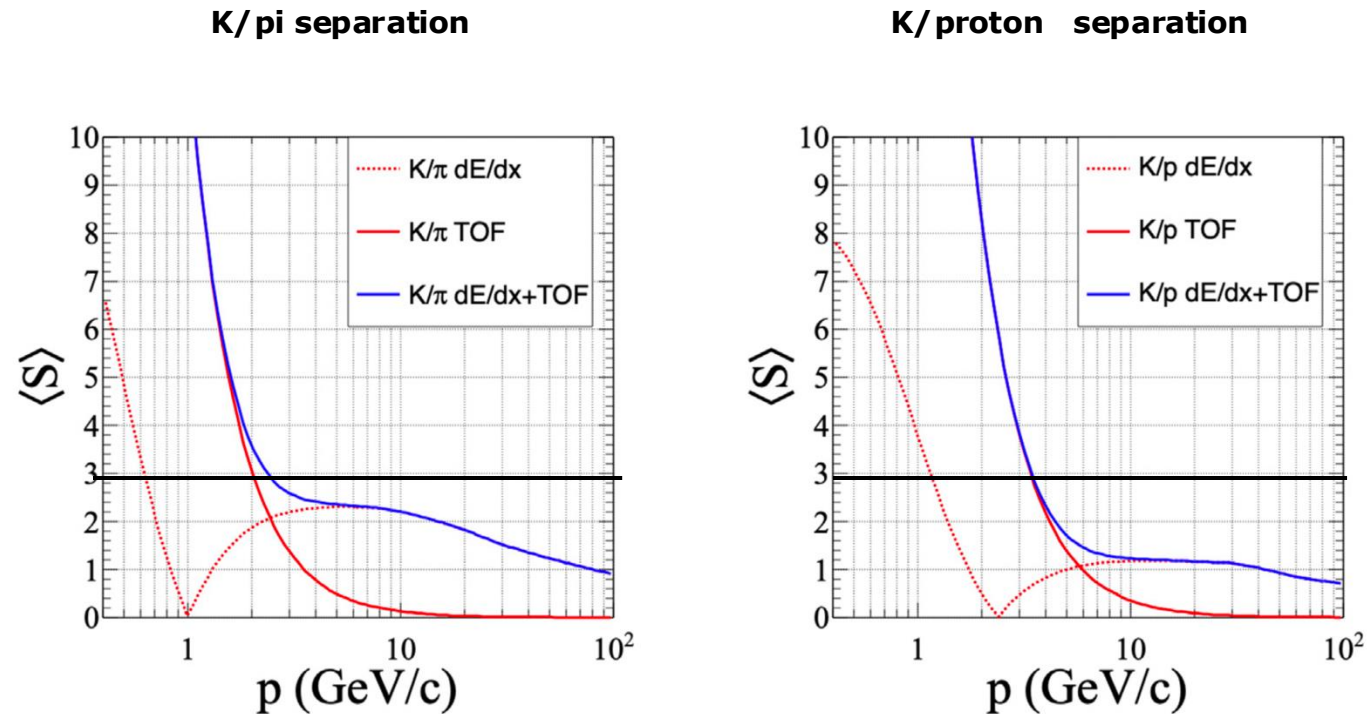 K/pi separation
K/proton separation
10
9
8
7
6
5
4
3
2
1
0
⟨S⟩
K/π dE/dx
K/π TOF
K/π dE/dx+TOF
1
10
10²
p (GeV/c)
10
9
8
7
6
5
4
3
2
1
0
⟨S⟩
K/p dE/dx
K/p TOF
K/p dE/dx+TOF
1
10
10²
p (GeV/c)